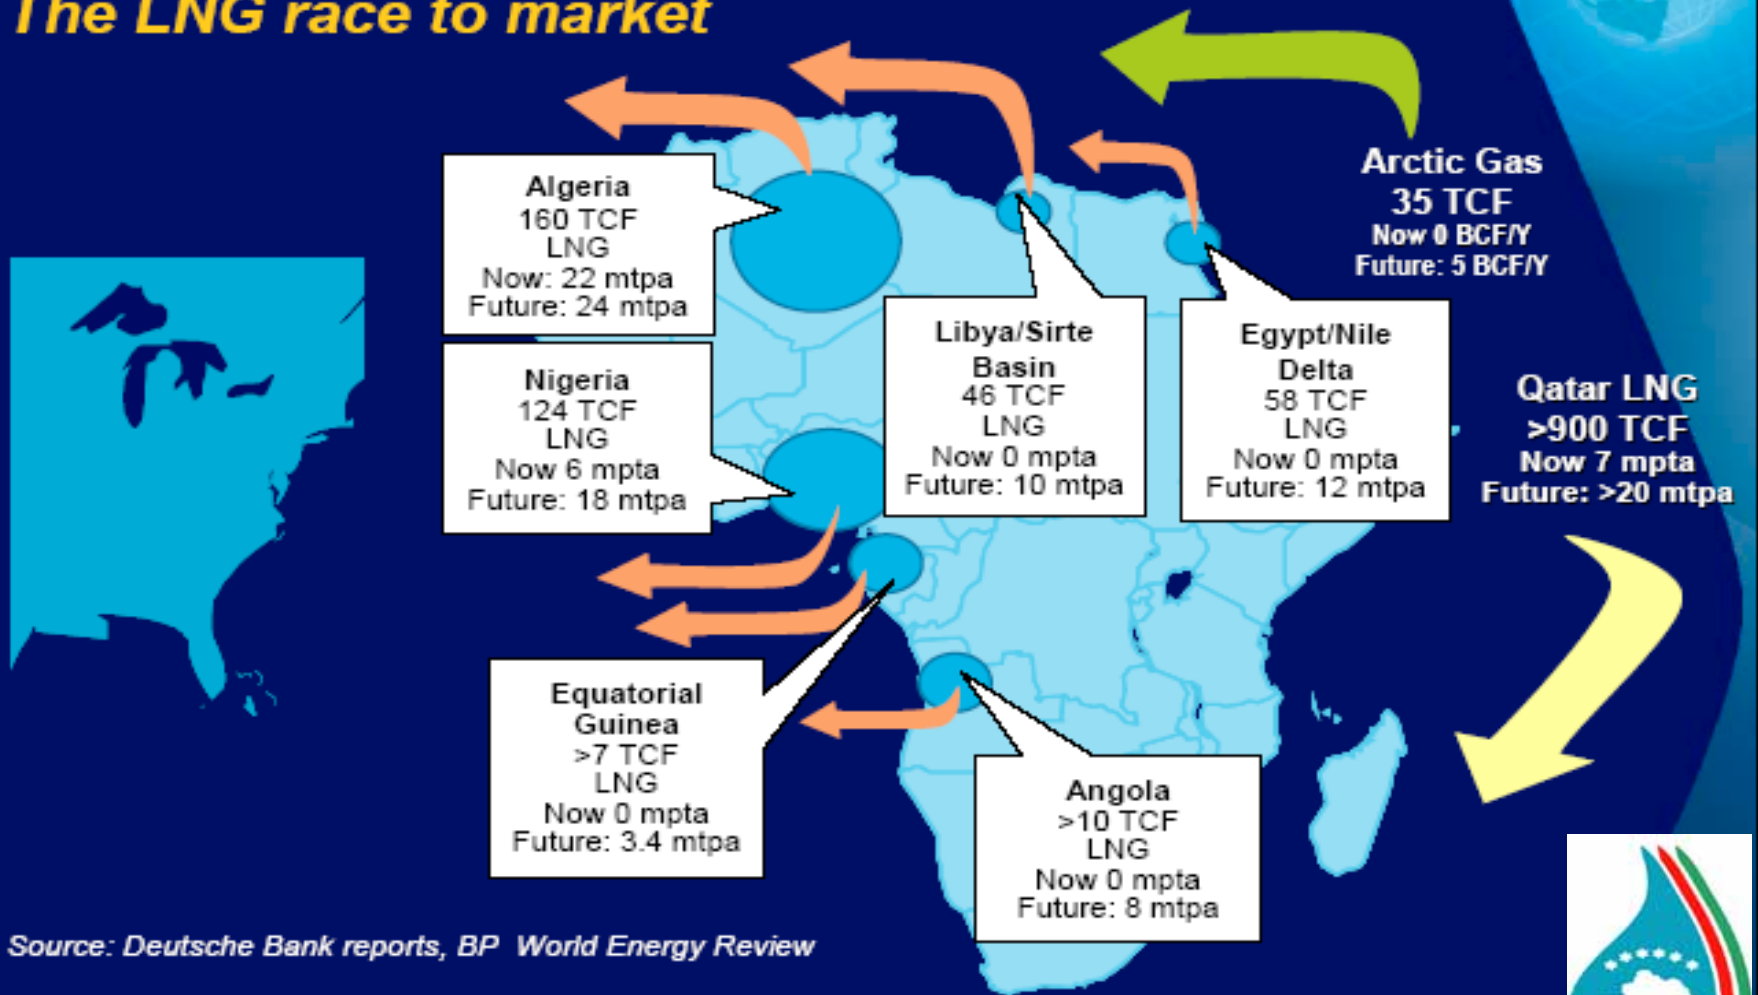 The LNG race to market
Arctic Gas
35 TCF
Now 0 BCF/Y
Future: 5 BCF/Y
Algeria
160 TCF
LNG
Now: 22 mtpa
Future: 24 mtpa
Nigeria
124 TCF
LNG
Now 6 mpta
Future: 18 mtpa
Libya/Sirte
Basin
46 TCF
LNG
Now 0 mpta
Future: 10 mtpa
Egypt/Nile
Delta
58 TCF
LNG
Now 0 mpta
Future: 12 mtpa
Qatar LNG
>900 TCF
Now 7 mpta
Future: >20 mtpa
Equatorial
Guinea
>7 TCF
LNG
Now 0 mpta
Future: 3.4 mtpa
Angola
>10 TCF
LNG
Now 0 mpta
Future: 8 mtpa
Source: Deutsche Bank reports, BP World Energy Review